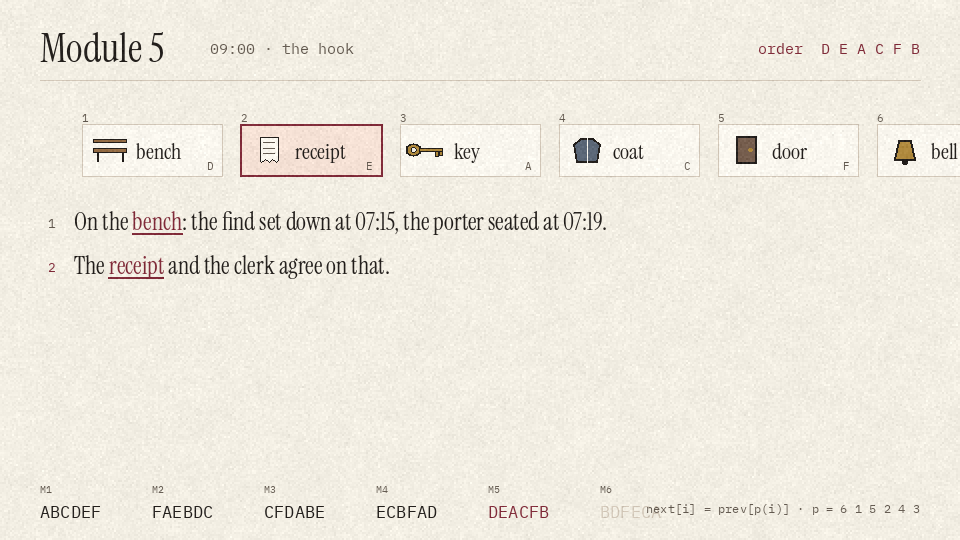 Module 5 09:00 · the hook order D E A C F B
1 2 3 4 5 6
bench D receipt E key A coat C door F bell
1 On the bench: the find set down at 07:15, the porter seated at 07:19.
2 The receipt and the clerk agree on that.
M1 M2 M3 M4 M5 M6
ABCDEF FAEBDC CFDABE ECBFAD DEACFB BDFECA next[i] = prev[p(i)] · p = 6 1 5 2 4 3